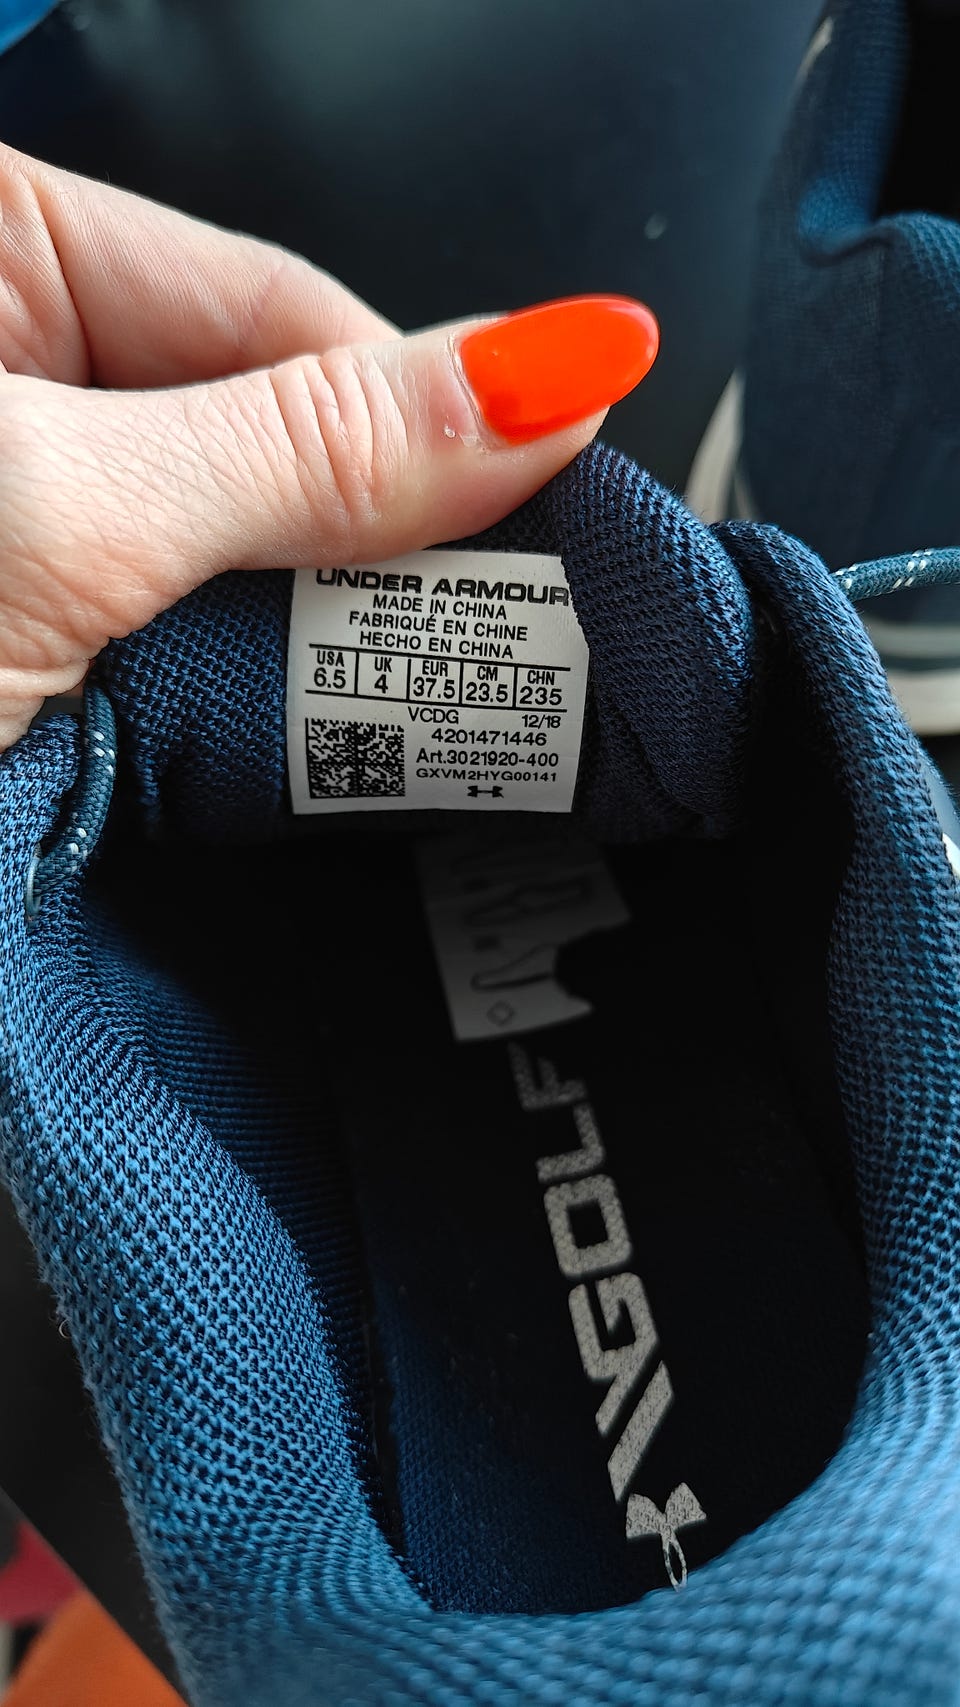 UNDER ARMOUR
MADE IN CHINA
FABRIQUÉ EN CHINE
HECHO EN CHINA
USA UK EUR CM CHN
6.5 4 37.5 23.5 235
VCDG 12/18
4201471446
Art.3021920-400
GXVM2HYG00141
GOLF